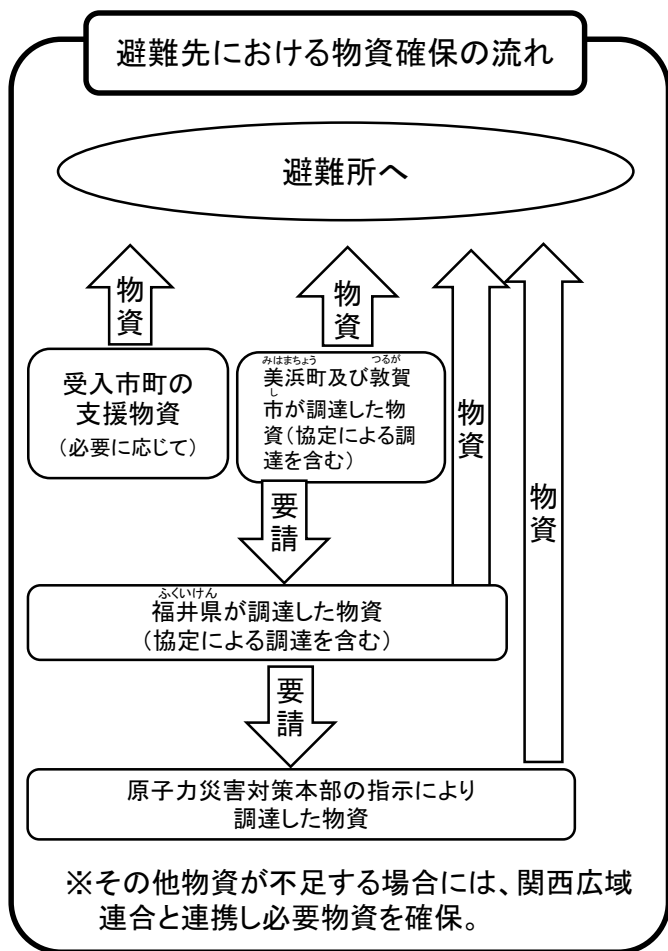 避難先における物資確保の流れ
避難所へ
物資
物資
物資
物資
受入市町の
支援物資
（必要に応じて）
みはまちょう つるが
美浜町及び敦賀
し
市が調達した物
資（協定による調
達を含む）
要請
ふくいけん
福井県が調達した物資
（協定による調達を含む）
要請
原子力災害対策本部の指示により
調達した物資
※その他物資が不足する場合には、関西広域
連合と連携し必要物資を確保。